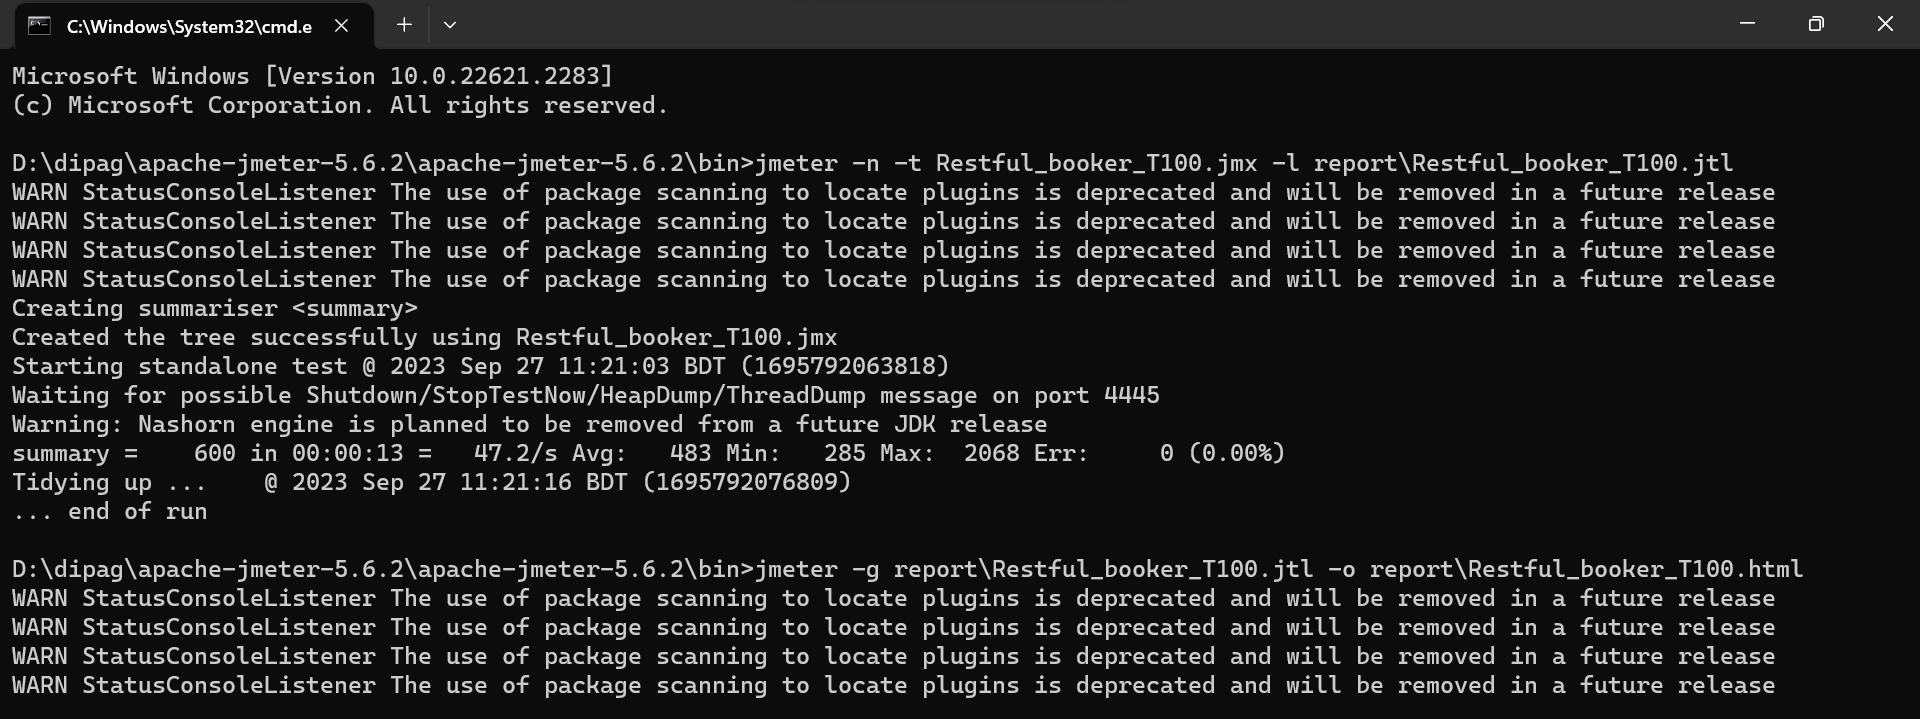 C:\Windows\System32\cmd.e
Microsoft Windows [Version 10.0.22621.2283]
(c) Microsoft Corporation. All rights reserved.
D:\dipag\apache-jmeter-5.6.2\apache-jmeter-5.6.2\bin>jmeter -n -t Restful_booker_T100.jmx -l report\Restful_booker_T100.jtl
WARN StatusConsoleListener The use of package scanning to locate plugins is deprecated and will be removed in a future release
WARN StatusConsoleListener The use of package scanning to locate plugins is deprecated and will be removed in a future release
WARN StatusConsoleListener The use of package scanning to locate plugins is deprecated and will be removed in a future release
WARN StatusConsoleListener The use of package scanning to locate plugins is deprecated and will be removed in a future release
Creating summariser <summary>
Created the tree successfully using Restful_booker_T100.jmx
Starting standalone test @ 2023 Sep 27 11:21:03 BDT (1695792063818)
Waiting for possible Shutdown/StopTestNow/HeapDump/ThreadDump message on port 4445
Warning: Nashorn engine is planned to be removed from a future JDK release
summary =    600 in 00:00:13 =   47.2/s Avg:   483 Min:   285 Max:  2068 Err:     0 (0.00%)
Tidying up ...    @ 2023 Sep 27 11:21:16 BDT (1695792076809)
... end of run
D:\dipag\apache-jmeter-5.6.2\apache-jmeter-5.6.2\bin>jmeter -g report\Restful_booker_T100.jtl -o report\Restful_booker_T100.html
WARN StatusConsoleListener The use of package scanning to locate plugins is deprecated and will be removed in a future release
WARN StatusConsoleListener The use of package scanning to locate plugins is deprecated and will be removed in a future release
WARN StatusConsoleListener The use of package scanning to locate plugins is deprecated and will be removed in a future release
WARN StatusConsoleListener The use of package scanning to locate plugins is deprecated and will be removed in a future release